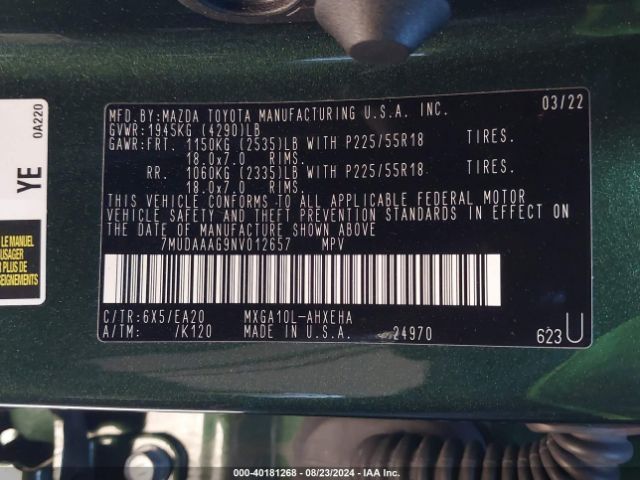 MFD.BY:MAZDA TOYOTA MANUFACTURING U.S.A. INC. 03/22
GVWR:1945KG (4290)LB
GAWR:FRT. 1150KG (2535)LB WITH P225/55R18 TIRES.
18.0x7.0 RIMS.
RR. 1060KG (2335)LB WITH P225/55R18 TIRES.
18.0x7.0 RIMS.
THIS VEHICLE CONFORMS TO ALL APPLICABLE FEDERAL MOTOR
VEHICLE SAFETY AND THEFT PREVENTION STANDARDS IN EFFECT ON
THE DATE OF MANUFACTURE SHOWN ABOVE
7MUDAAAG9NV012657 MPV
C/TR:6X5/EA20 MXGA10L-AHXEHA
A/TM: /K120 MADE IN U.S.A. 24970 623U
0A220
YE
LE MANUEL
USAGER
PLUS DE
SEIGNEMENTS
000-40181268 - 08/23/2024 - IAA Inc.